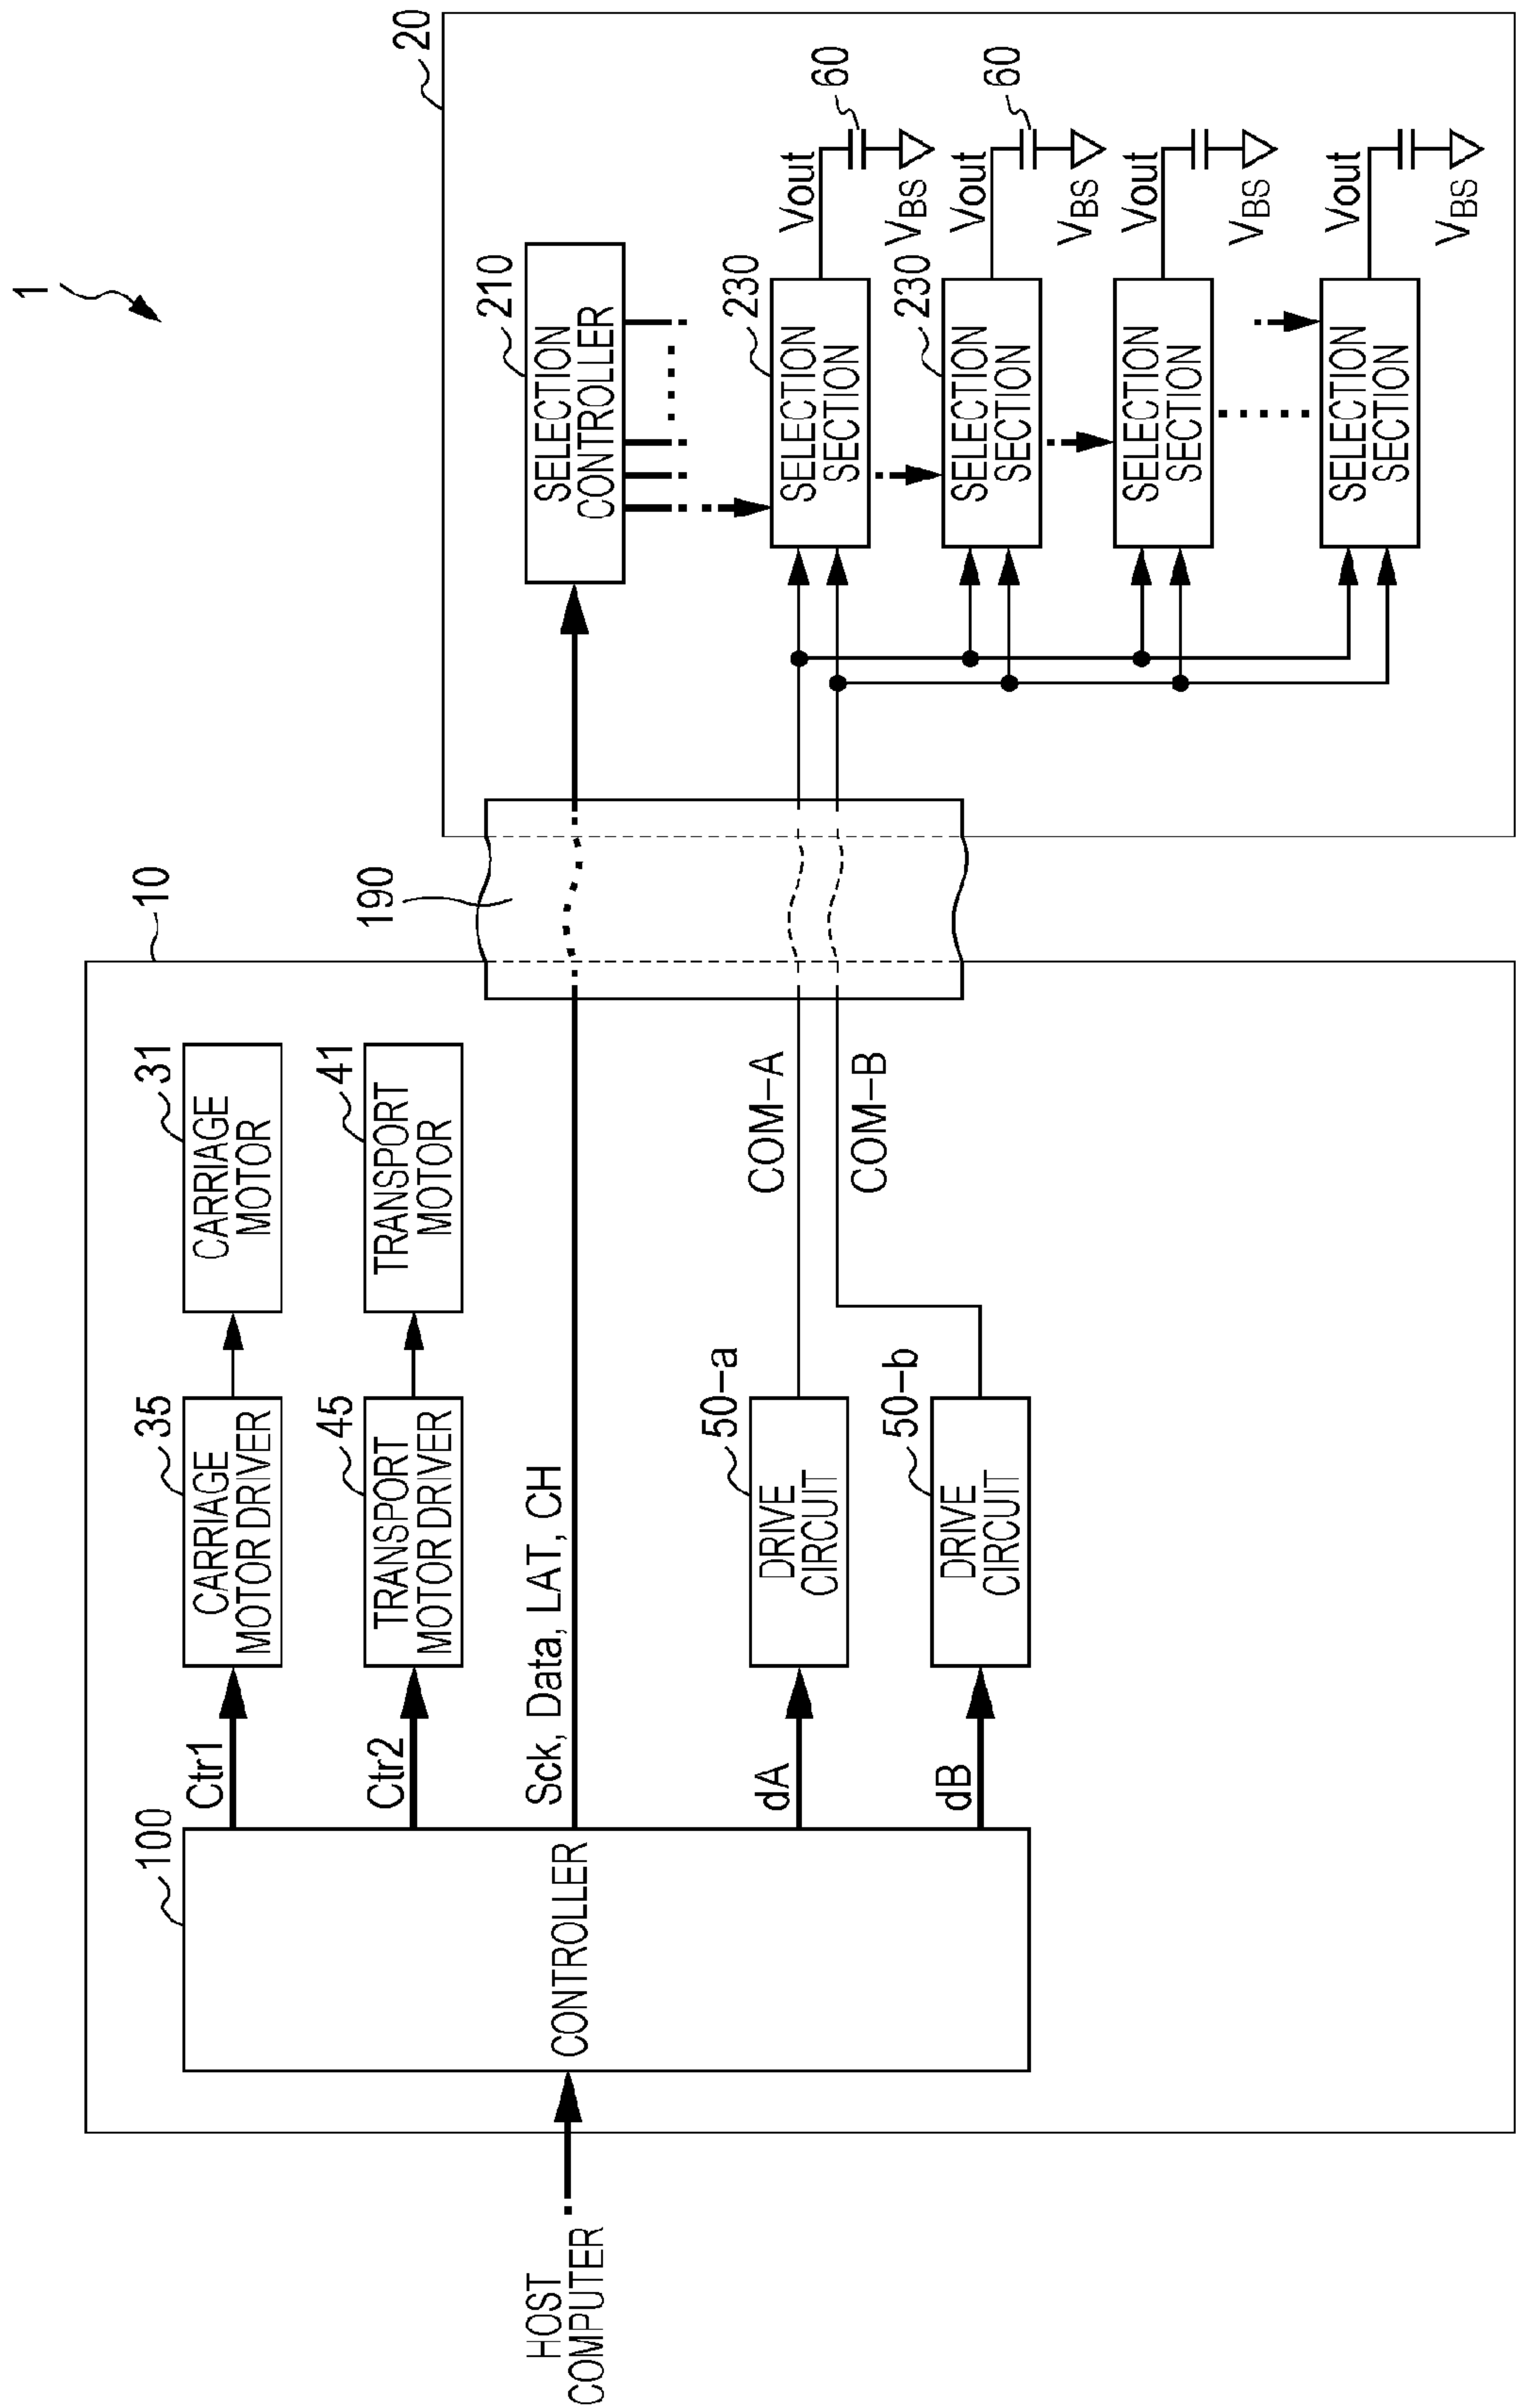 1
10
20
100
Ctr1
35
CARRIAGE
MOTOR DRIVER
31
CARRIAGE
MOTOR
Ctr2
45
TRANSPORT
MOTOR DRIVER
41
TRANSPORT
MOTOR
190
HOST
COMPUTER
CONTROLLER
Sck, Data, LAT, CH
210
SELECTION
CONTROLLER
dA
50-a
DRIVE
CIRCUIT
COM-A
230
SELECTION
SECTION
Vout
60
VBS
dB
50-b
DRIVE
CIRCUIT
COM-B
230
SELECTION
SECTION
Vout
60
VBS
SELECTION
SECTION
Vout
VBS
SELECTION
SECTION
Vout
VBS